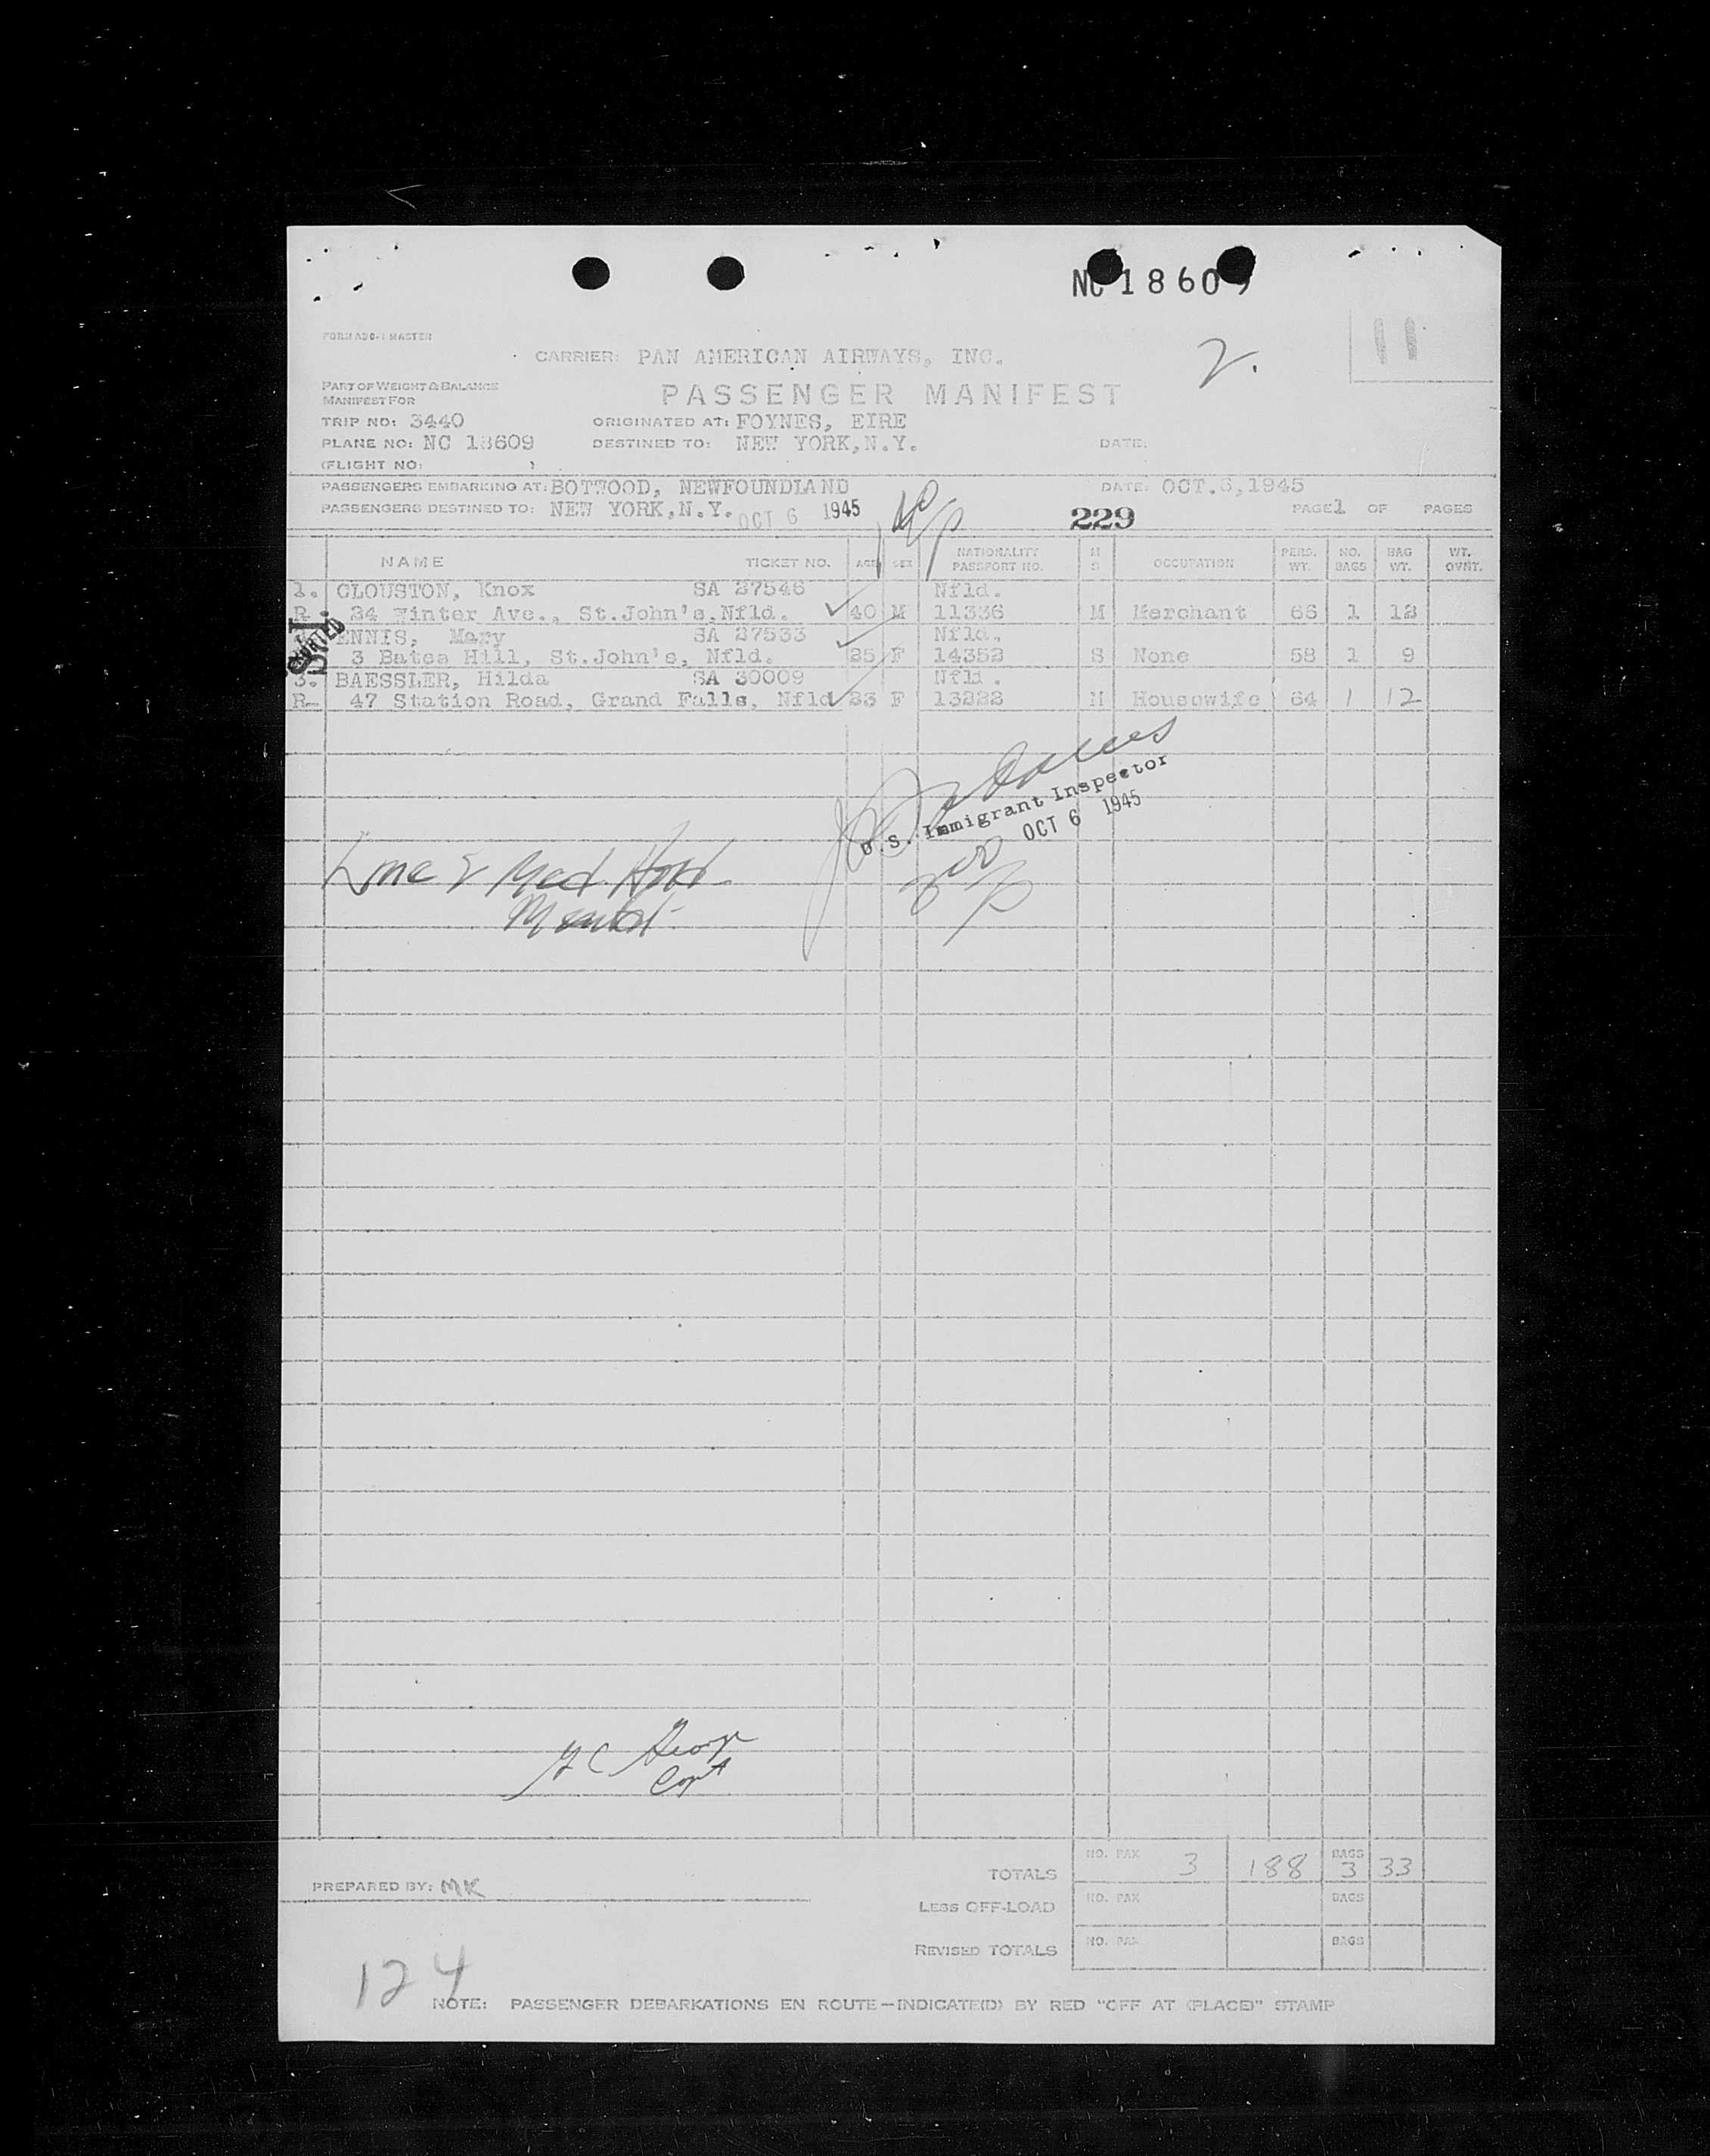 NC 18609
11
FORM ADD-1 MASTER
CARRIER: PAN AMERICAN AIRWAYS, INC.
2.
PART OF WEIGHT & BALANCE
MANIFEST FOR
PASSENGER MANIFEST
TRIP NO: 3440 ORIGINATED AT: FOYNES, EIRE
PLANE NO: NC 18609 DESTINED TO: NEW YORK,N.Y. DATE:
(FLIGHT NO: )
PASSENGERS EMBARKING AT: BOTWOOD, NEWFOUNDLAND DATE: OCT.6,1945
PASSENGERS DESTINED TO: NEW YORK,N.Y. OCT 6 1945 229 PAGE 1 OF PAGES
NAME TICKET NO. AGE SEX NATIONALITY PASSPORT NO. M S OCCUPATION PERS. WT. NO. BAGS BAG WT. WT. OVNT.
1. CLOUSTON, Knox SA 27546 Nfld.
R. 24 Winter Ave., St.John's,Nfld. 40 M 11336 M Merchant 66 1 12
ENNIS, Mary SA 27533 Nfld.
3 Bates Hill, St.John's, Nfld. 25 F 14352 S None 58 1 9
3. BAESSLER, Hilda SA 30009 Nfld.
R- 47 Station Road, Grand Falls, Nfld 23 F 13222 M Housewife 64 1 12
U.S. Immigrant Inspector
OCT 6 1945
George
Capt
TOTALS NO. PAX 3 188 BAGS 3 33
PREPARED BY: MK
LESS OFF-LOAD NO. PAX BAGS
REVISED TOTALS NO. PAX BAGS
124
NOTE: PASSENGER DEBARKATIONS EN ROUTE—INDICATE(D) BY RED "OFF AT (PLACE)" STAMP